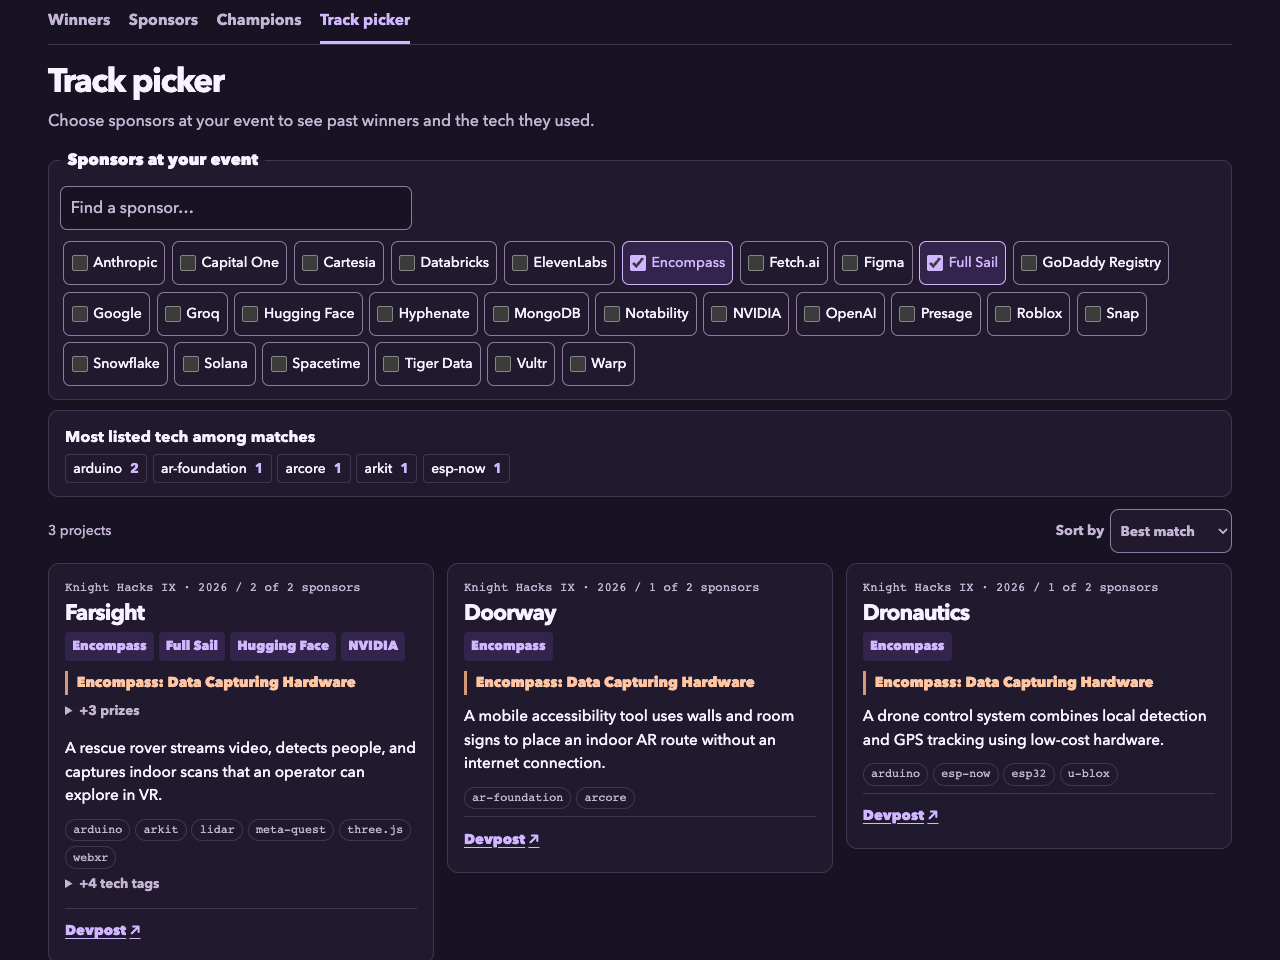 Winners Sponsors Champions Track picker
Track picker
Choose sponsors at your event to see past winners and the tech they used.
Sponsors at your event
Find a sponsor...
Anthropic Capital One Cartesia Databricks ElevenLabs Encompass Fetch.ai Figma Full Sail GoDaddy Registry
Google Groq Hugging Face Hyphenate MongoDB Notability NVIDIA OpenAI Presage Roblox Snap
Snowflake Solana Spacetime Tiger Data Vultr Warp
Most listed tech among matches
arduino 2 ar-foundation 1 arcore 1 arkit 1 esp-now 1
3 projects
Sort by Best match
Knight Hacks IX • 2026 / 2 of 2 sponsors
Farsight
Encompass Full Sail Hugging Face NVIDIA
Encompass: Data Capturing Hardware
+3 prizes
A rescue rover streams video, detects people, and
captures indoor scans that an operator can
explore in VR.
arduino arkit lidar meta-quest three.js
webxr
+4 tech tags
Devpost ↗
Knight Hacks IX • 2026 / 1 of 2 sponsors
Doorway
Encompass
Encompass: Data Capturing Hardware
A mobile accessibility tool uses walls and room
signs to place an indoor AR route without an
internet connection.
ar-foundation arcore
Devpost ↗
Knight Hacks IX • 2026 / 1 of 2 sponsors
Dronautics
Encompass
Encompass: Data Capturing Hardware
A drone control system combines local detection
and GPS tracking using low-cost hardware.
arduino esp-now esp32 u-blox
Devpost ↗